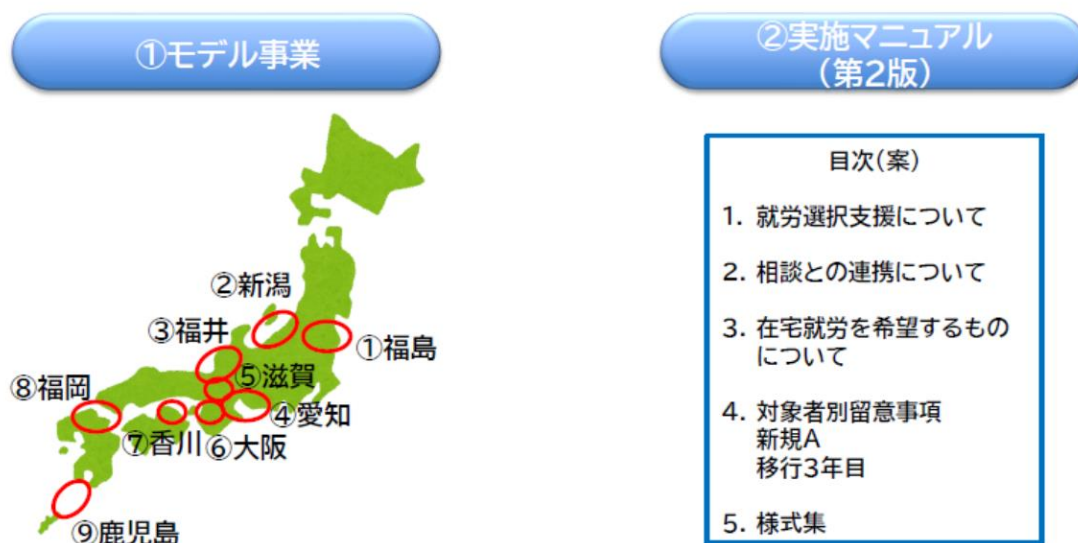 ①モデル事業
②新潟
③福井
①福島
⑤滋賀
⑧福岡
④愛知
⑦香川
⑥大阪
⑨鹿児島
②実施マニュアル
(第2版)
目次(案)
1. 就労選択支援について
2. 相談との連携について
3. 在宅就労を希望するもの
について
4. 対象者別留意事項
新規A
移行3年目
5. 様式集